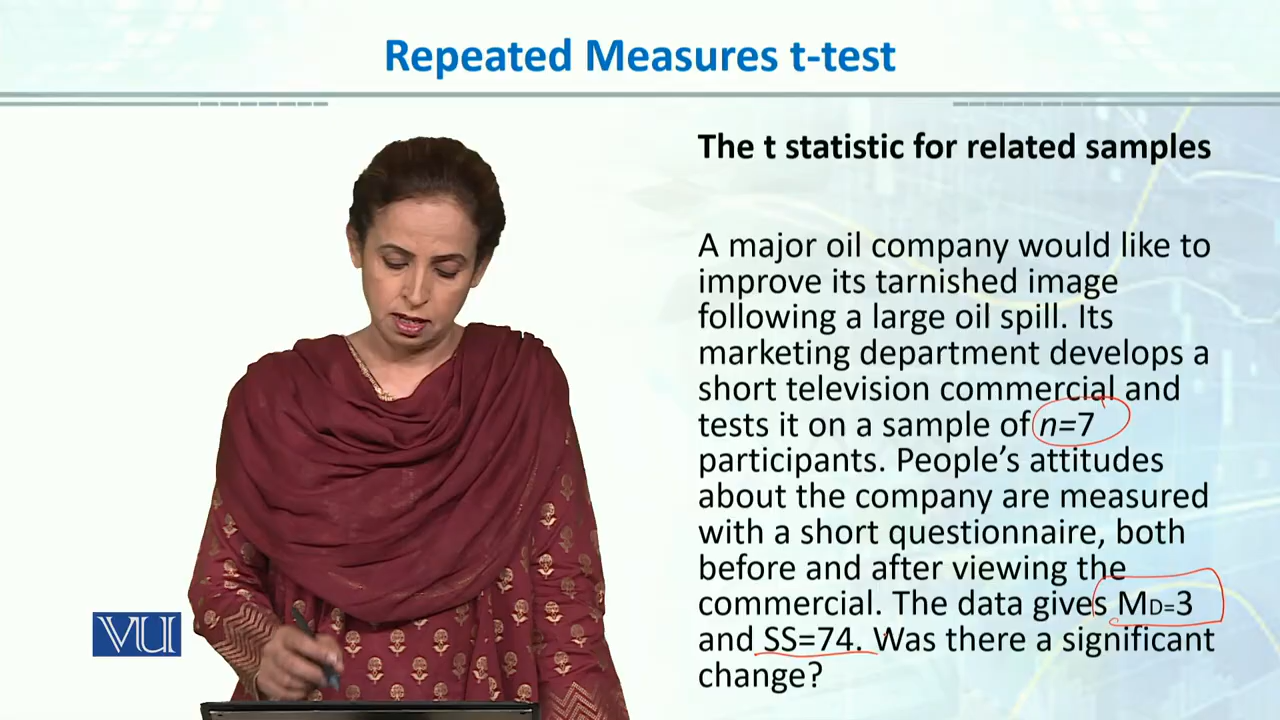 Repeated Measures t-test
The t statistic for related samples
A major oil company would like to
improve its tarnished image
following a large oil spill. Its
marketing department develops a
short television commercial and
tests it on a sample of n=7
participants. People’s attitudes
about the company are measured
with a short questionnaire, both
before and after viewing the
commercial. The data gives MD=3
and SS=74. Was there a significant
change?
VU